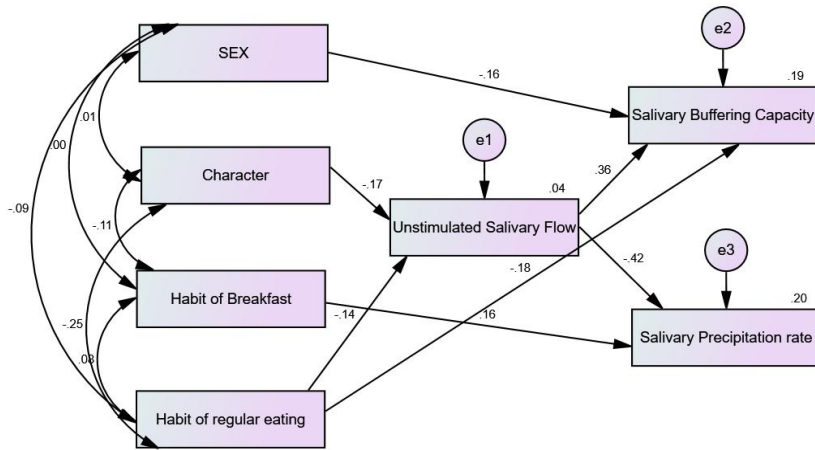 e2
SEX
-.16
.19
Salivary Buffering Capacity
.01
.00
e1
Character
-.17
.04
.36
-.09
Unstimulated Salivary Flow
-.11
-.42
e3
-.18
Habit of Breakfast
-.14
.16
.20
-.25
Salivary Precipitation rate
.08
Habit of regular eating